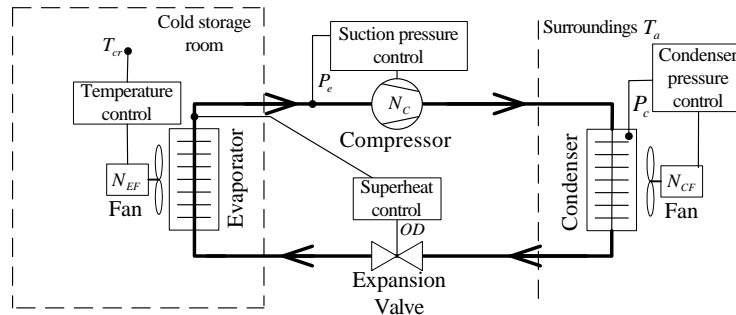 Cold storage
room
T_cr
Temperature
control
N_EF
Fan
Evaporator
P_e
Suction pressure
control
N_C
Compressor
Superheat
control
OD
Expansion
Valve
Surroundings T_a
Condenser
pressure
control
P_c
Condenser
N_CF
Fan